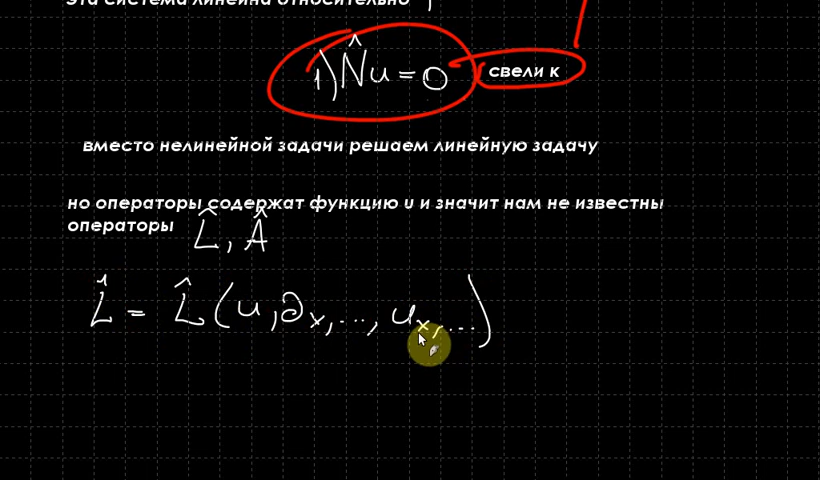 Эта система линейна относительно
1) N̂u = 0 свели к
вместо нелинейной задачи решаем линейную задачу
но операторы содержат функцию u и значит нам не известны
операторы L̂, Â
L̂ = L̂(u, ∂x, ..., ux, ...)